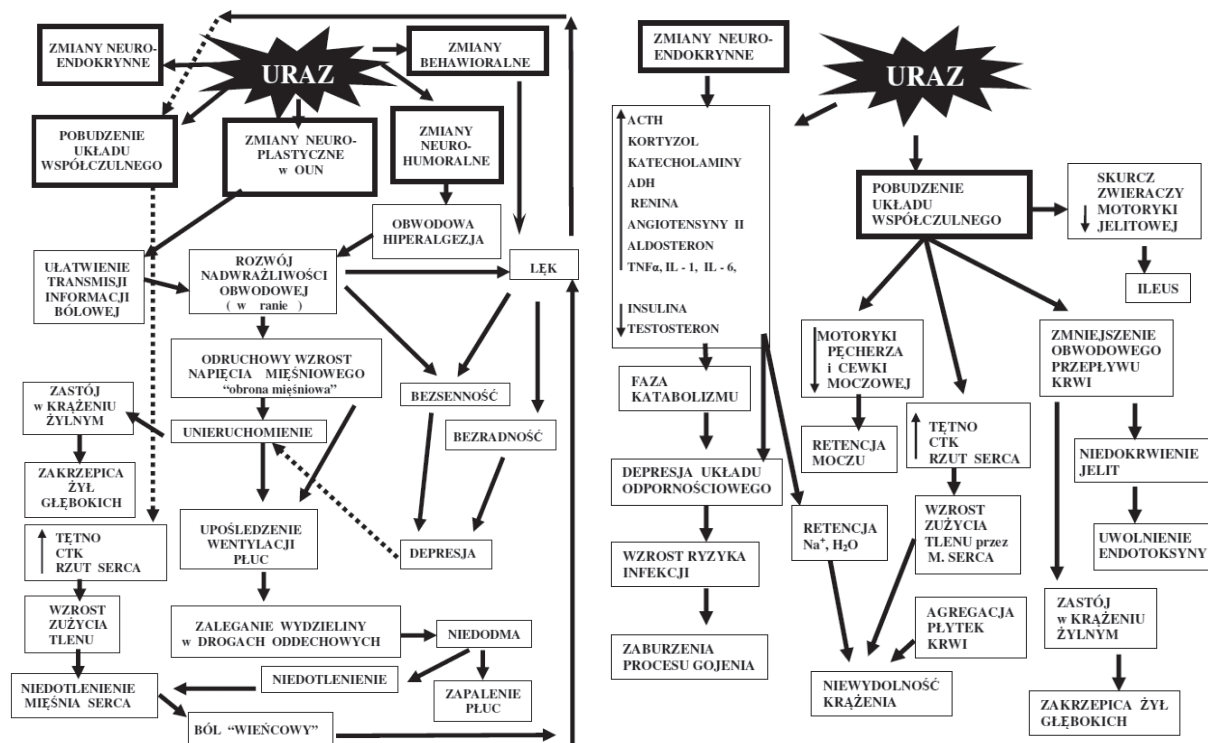 ZMIANY NEURO-
ENDOKRYNNE
URAZ
ZMIANY
BEHAWIORALNE
POBUDZENIE
UKŁADU
WSPÓŁCZULNEGO
ZMIANY NEURO-
PLASTYCZNE
w OUN
ZMIANY
NEURO-
HUMORALNE
OBWODOWA
HIPERALGEZJA
UŁATWIENIE
TRANSMISJI
INFORMACJI
BÓLOWEJ
ROZWÓJ
NADWRAŻLIWOŚCI
OBWODOWEJ
( w ranie )
LĘK
ODRUCHOWY WZROST
NAPIĘCIA MIĘŚNIOWEGO
“obrona mięśniowa”
ZASTÓJ
w KRĄŻENIU
ŻYLNYM
BEZSENNOŚĆ
UNIERUCHOMIENIE
BEZRADNOŚĆ
ZAKRZEPICA ŻYŁ
GŁĘBOKICH
UPOŚLEDZENIE
WENTYLACJI
PŁUC
DEPRESJA
TĘTNO
CTK
RZUT SERCA
WZROST
ZUŻYCIA
TLENU
ZALEGANIE WYDZIELINY
w DROGACH ODDECHOWYCH
NIEDODMA
NIEDOTLENIENIE
MIĘŚNIA SERCA
NIEDOTLENIENIE
ZAPALENIE
PŁUC
BÓL “WIEŃCOWY”
ZMIANY NEURO-
ENDOKRYNNE
URAZ
ACTH
KORTYZOL
KATECHOLAMINY
ADH
RENINA
ANGIOTENSYNY II
ALDOSTERON
TNFα, IL - 1, IL - 6,
INSULINA
TESTOSTERON
POBUDZENIE
UKŁADU
WSPÓŁCZULNEGO
SKURCZ
ZWIERACZY
MOTORYKI
JELITOWEJ
ILEUS
MOTORYKI
PĘCHERZA
i CEWKI
MOCZOWEJ
ZMNIEJSZENIE
OBWODOWEGO
PRZEPŁYWU
KRWI
FAZA
KATABOLIZMU
RETENCJA
MOCZU
TĘTNO
CTK
RZUT SERCA
NIEDOKRWIENIE
JELIT
DEPRESJA UKŁADU
ODPORNOŚCIOWEGO
RETENCJA
Na⁺, H₂O
WZROST
ZUŻYCIA
TLENU przez
M. SERCA
UWOLNIENIE
ENDOTOKSYNY
WZROST RYZYKA
INFEKCJI
AGREGACJA
PŁYTEK
KRWI
ZASTÓJ
w KRĄŻENIU
ŻYLNYM
ZABURZENIA
PROCESU GOJENIA
NIEWYDOLNOŚĆ
KRĄŻENIA
ZAKRZEPICA ŻYŁ
GŁĘBOKICH